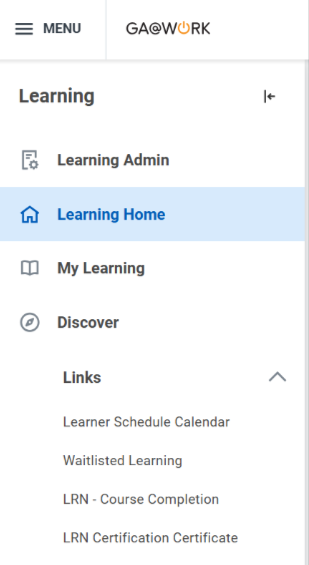 MENU
GA@WORK
Learning
Learning Admin
Learning Home
My Learning
Discover
Links
Learner Schedule Calendar
Waitlisted Learning
LRN - Course Completion
LRN Certification Certificate